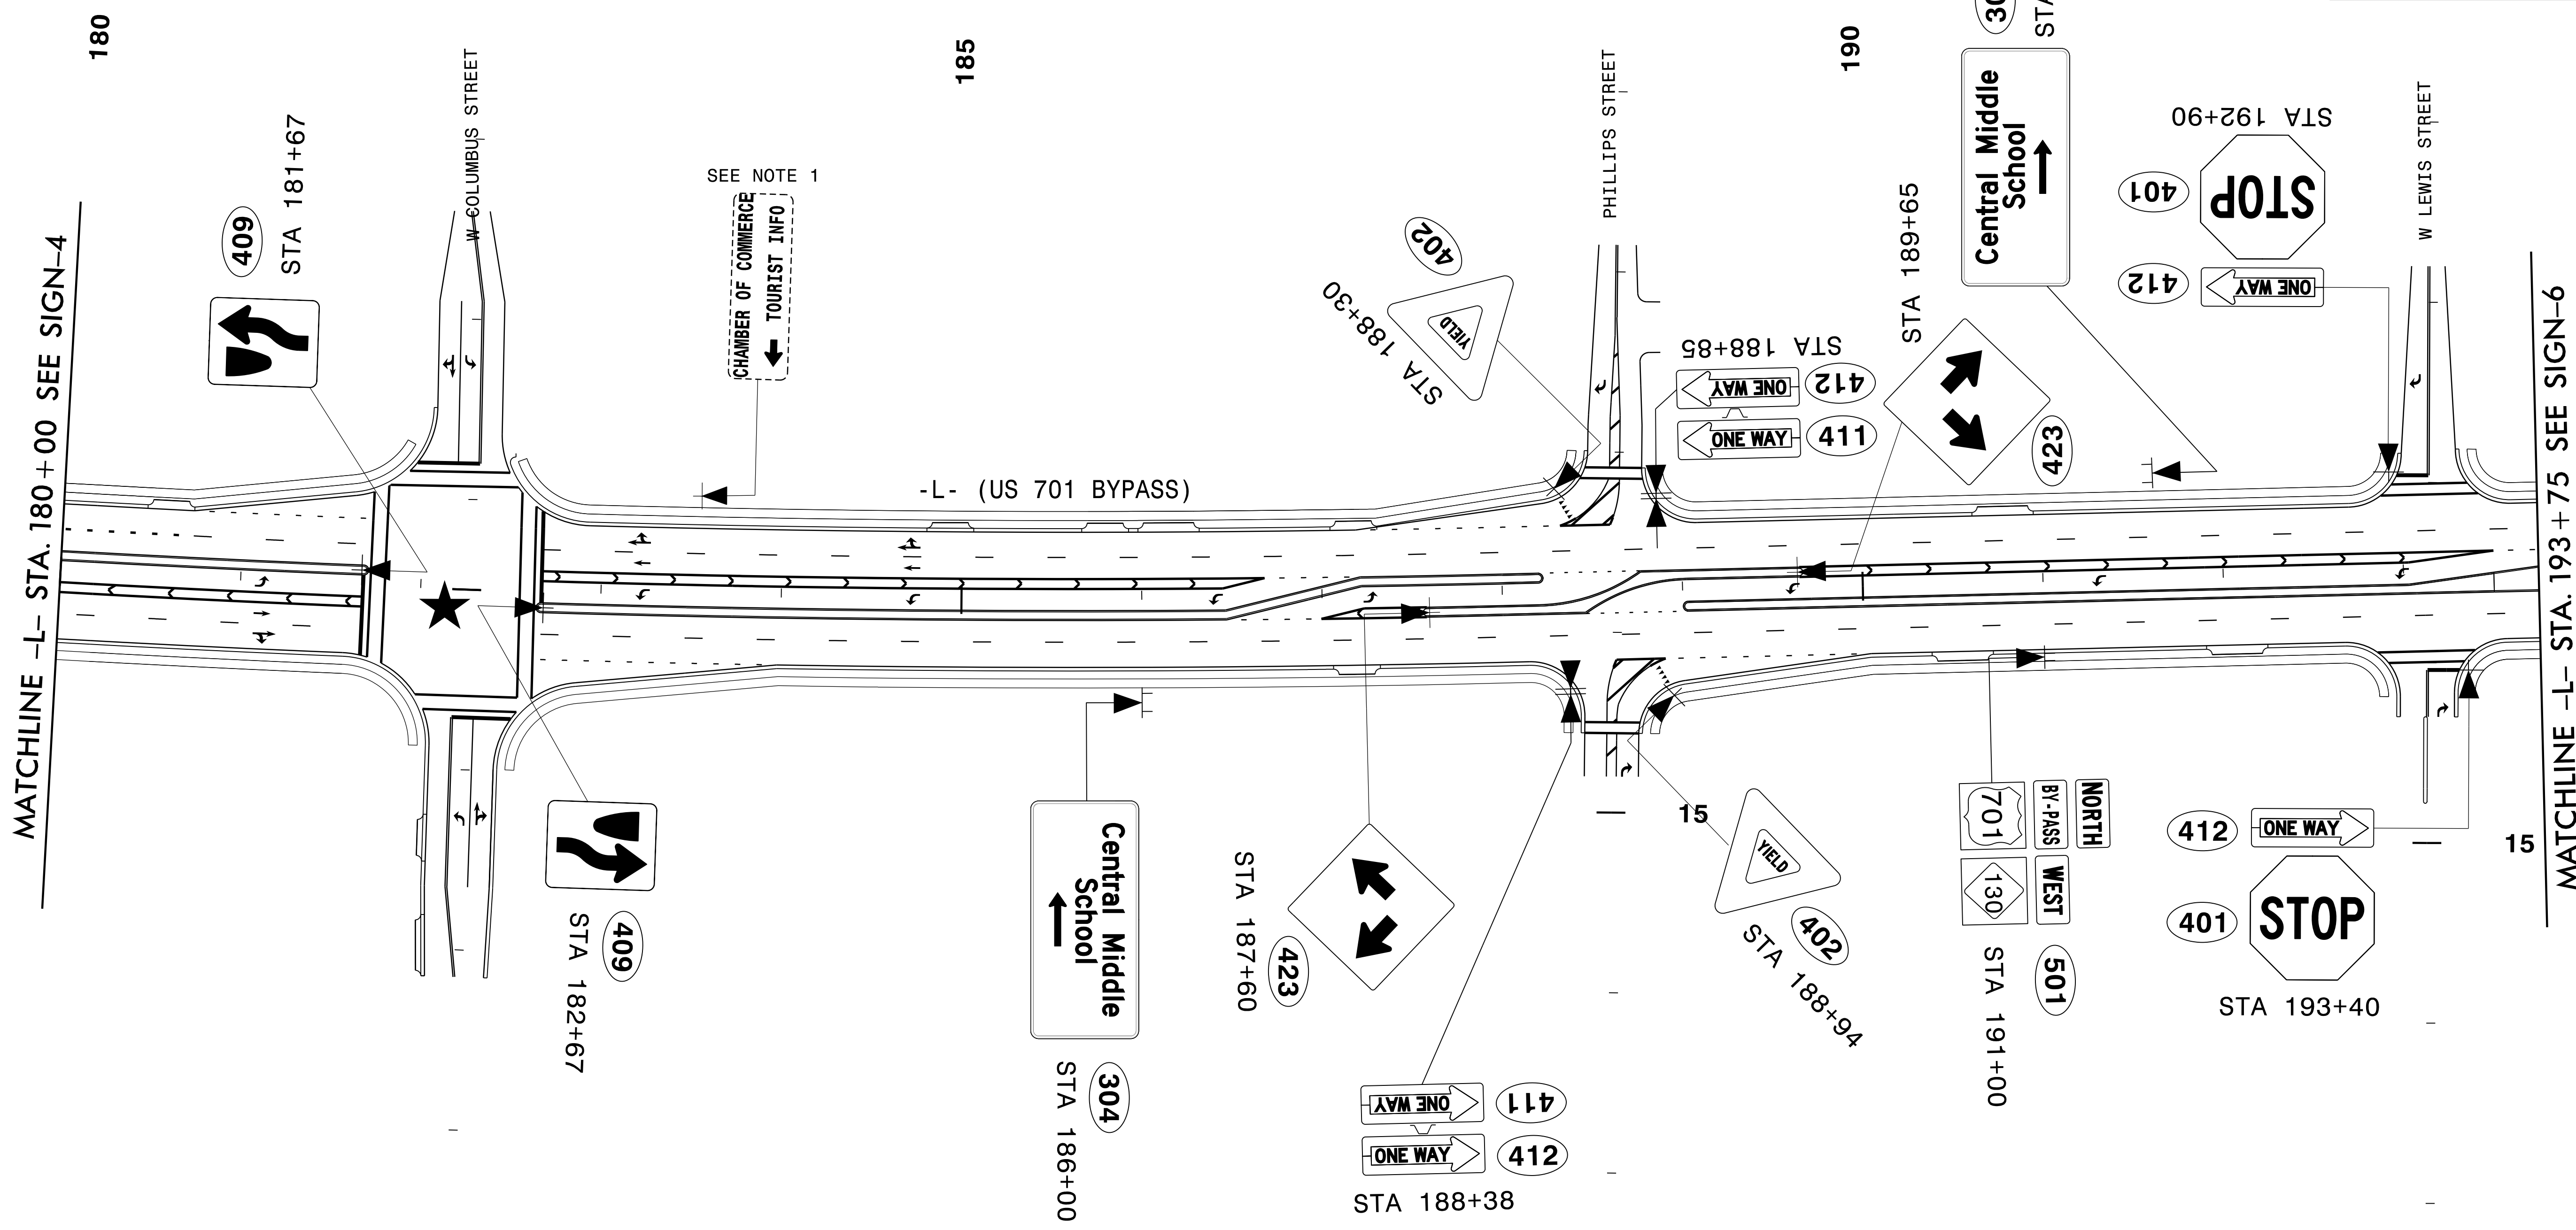 180
185
190
W COLUMBUS STREET
PHILLIPS STREET
W LEWIS STREET
MATCHLINE -L- STA. 180+00 SEE SIGN-4
409
STA 181+67
SEE NOTE 1
CHAMBER OF COMMERCE
TOURIST INFO
402
STA 188+30
YIELD
STA 188+85
ONE WAY
412
ONE WAY
411
STA 189+65
423
Central Middle
School
STA 192+90
401
STOP
412
ONE WAY
-L- (US 701 BYPASS)
409
STA 182+67
Central Middle
School
304
STA 186+00
STA 187+60
423
ONE WAY
411
ONE WAY
412
STA 188+38
15
YIELD
402
STA 188+94
NORTH
BY-PASS
701
WEST
130
501
STA 191+00
412
ONE WAY
401
STOP
STA 193+40
15
MATCHLINE -L- STA. 193+75 SEE SIGN-6